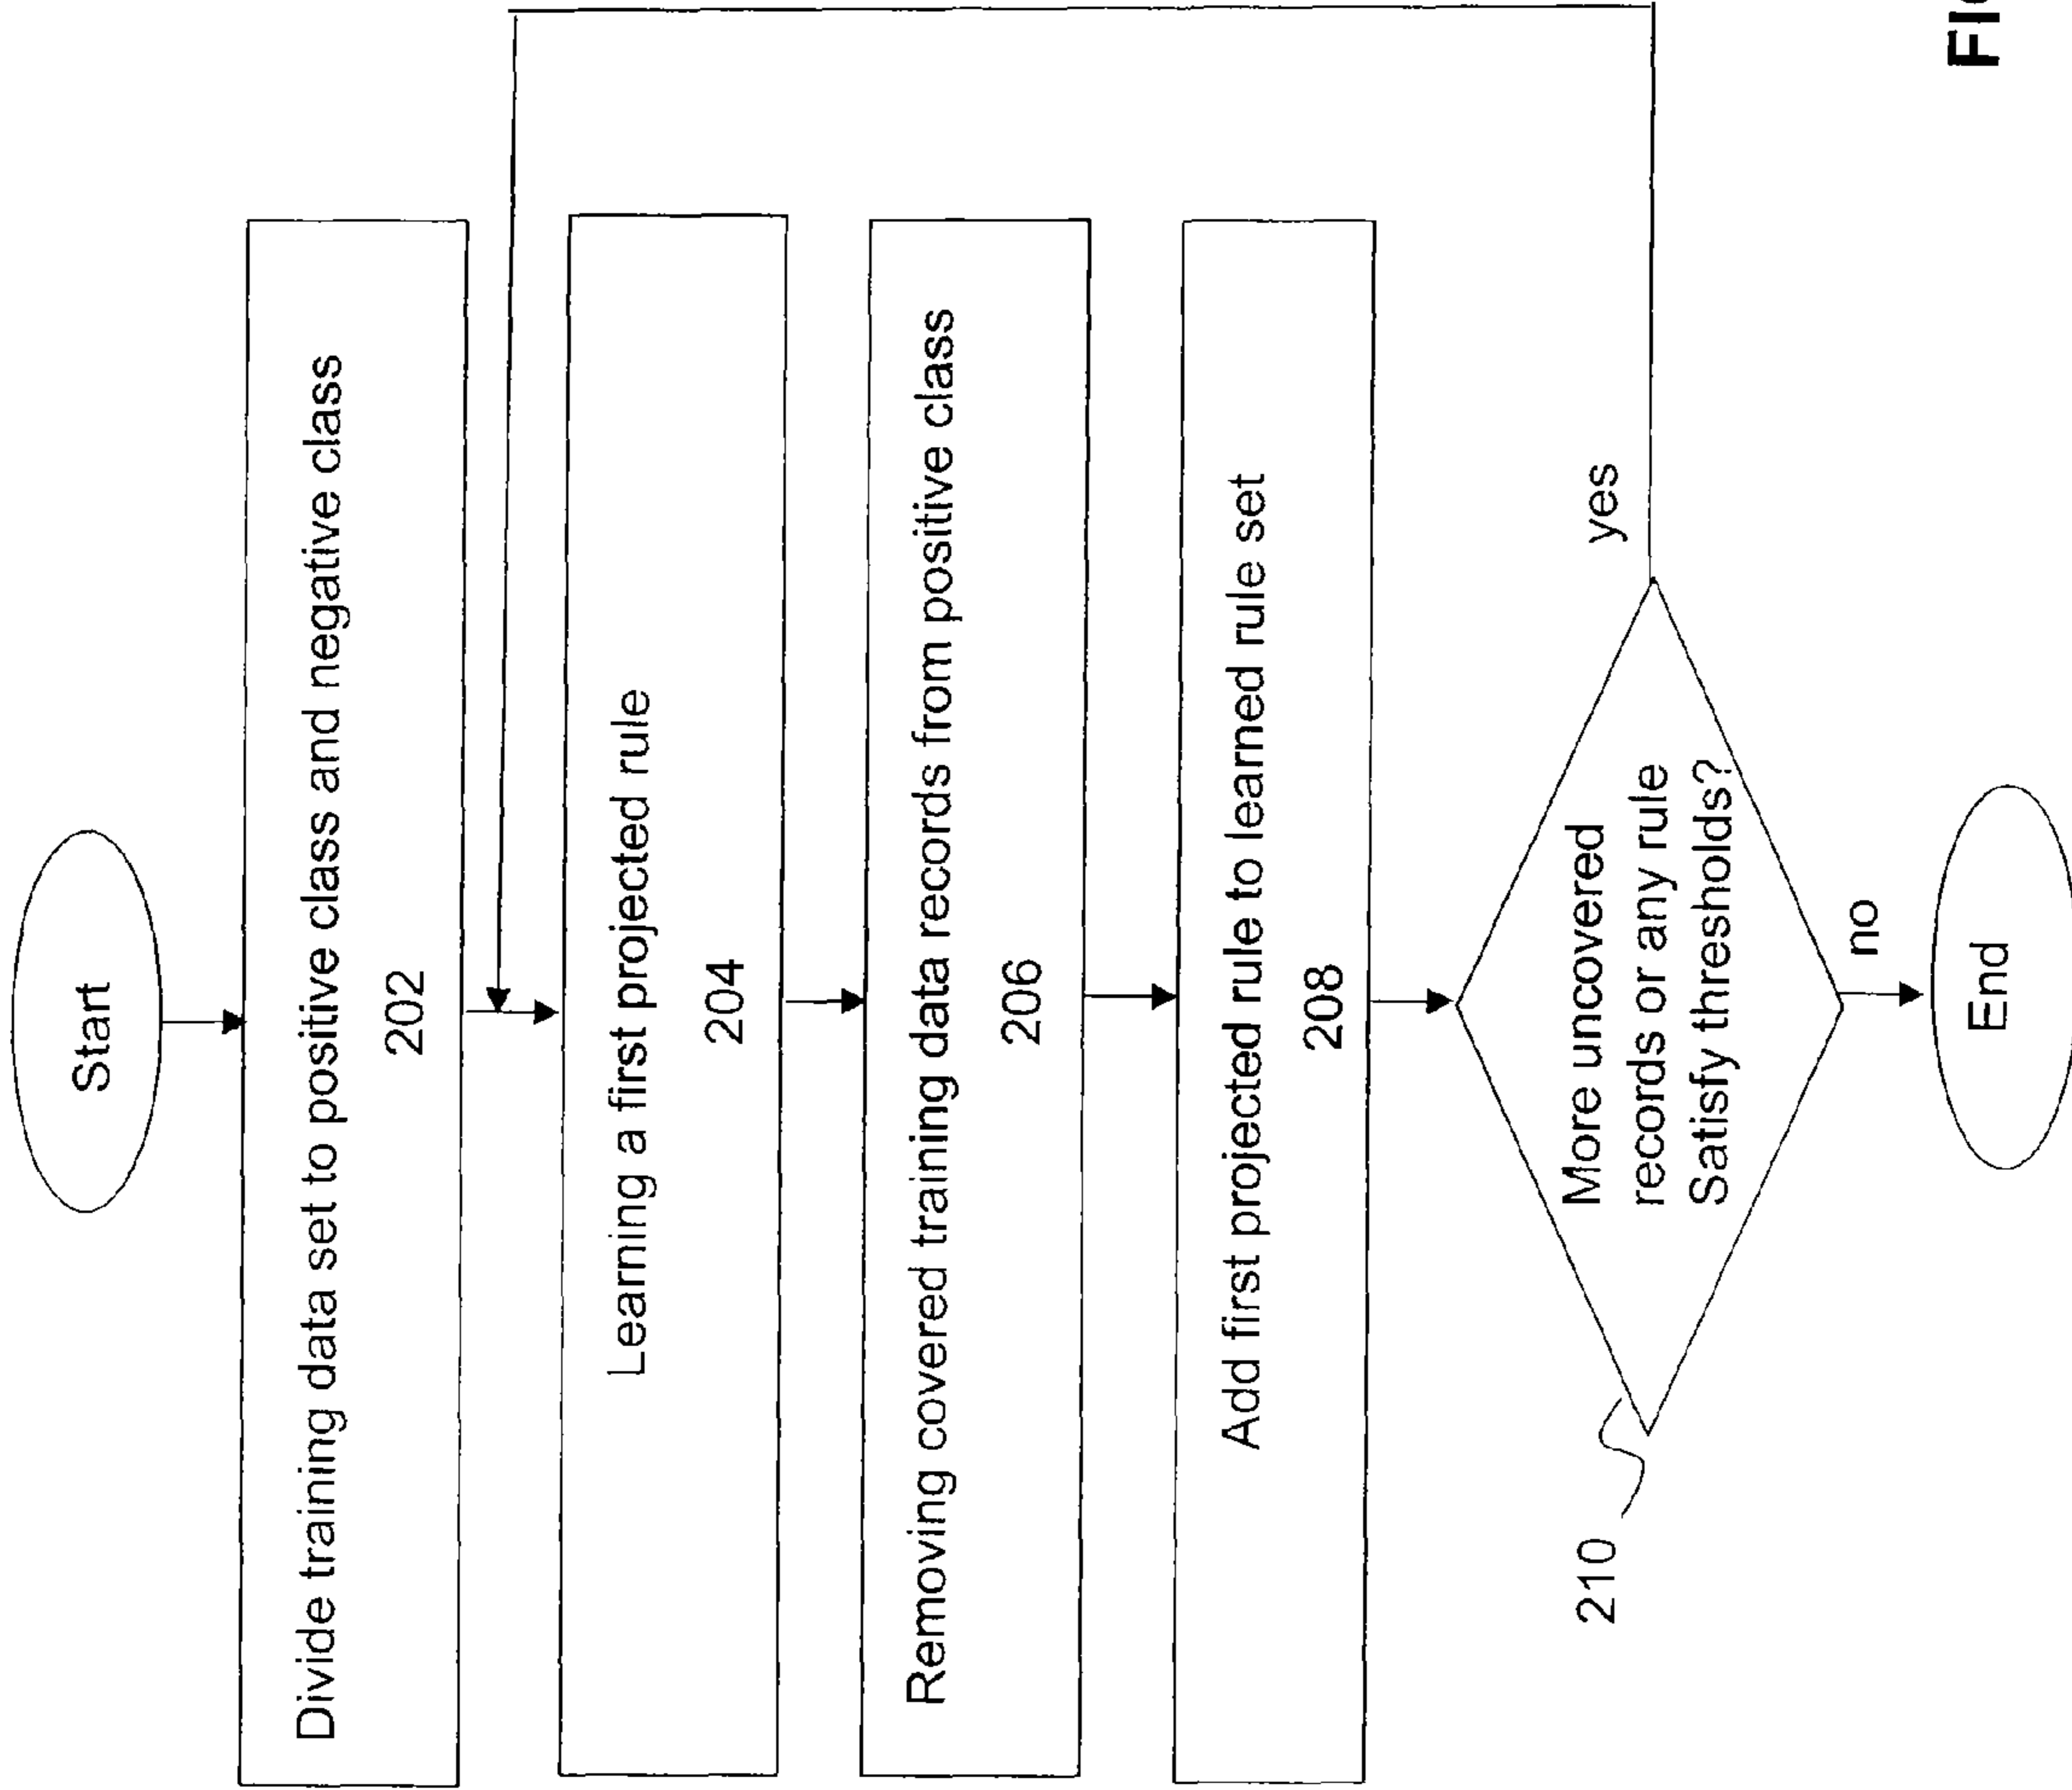 Start
Divide training data set to positive class and negative class
202
Learning a first projected rule
204
Removing covered training data records from positive class
206
Add first projected rule to learned rule set
208
More uncovered
records or any rule
Satisfy thresholds?
yes
210
no
End